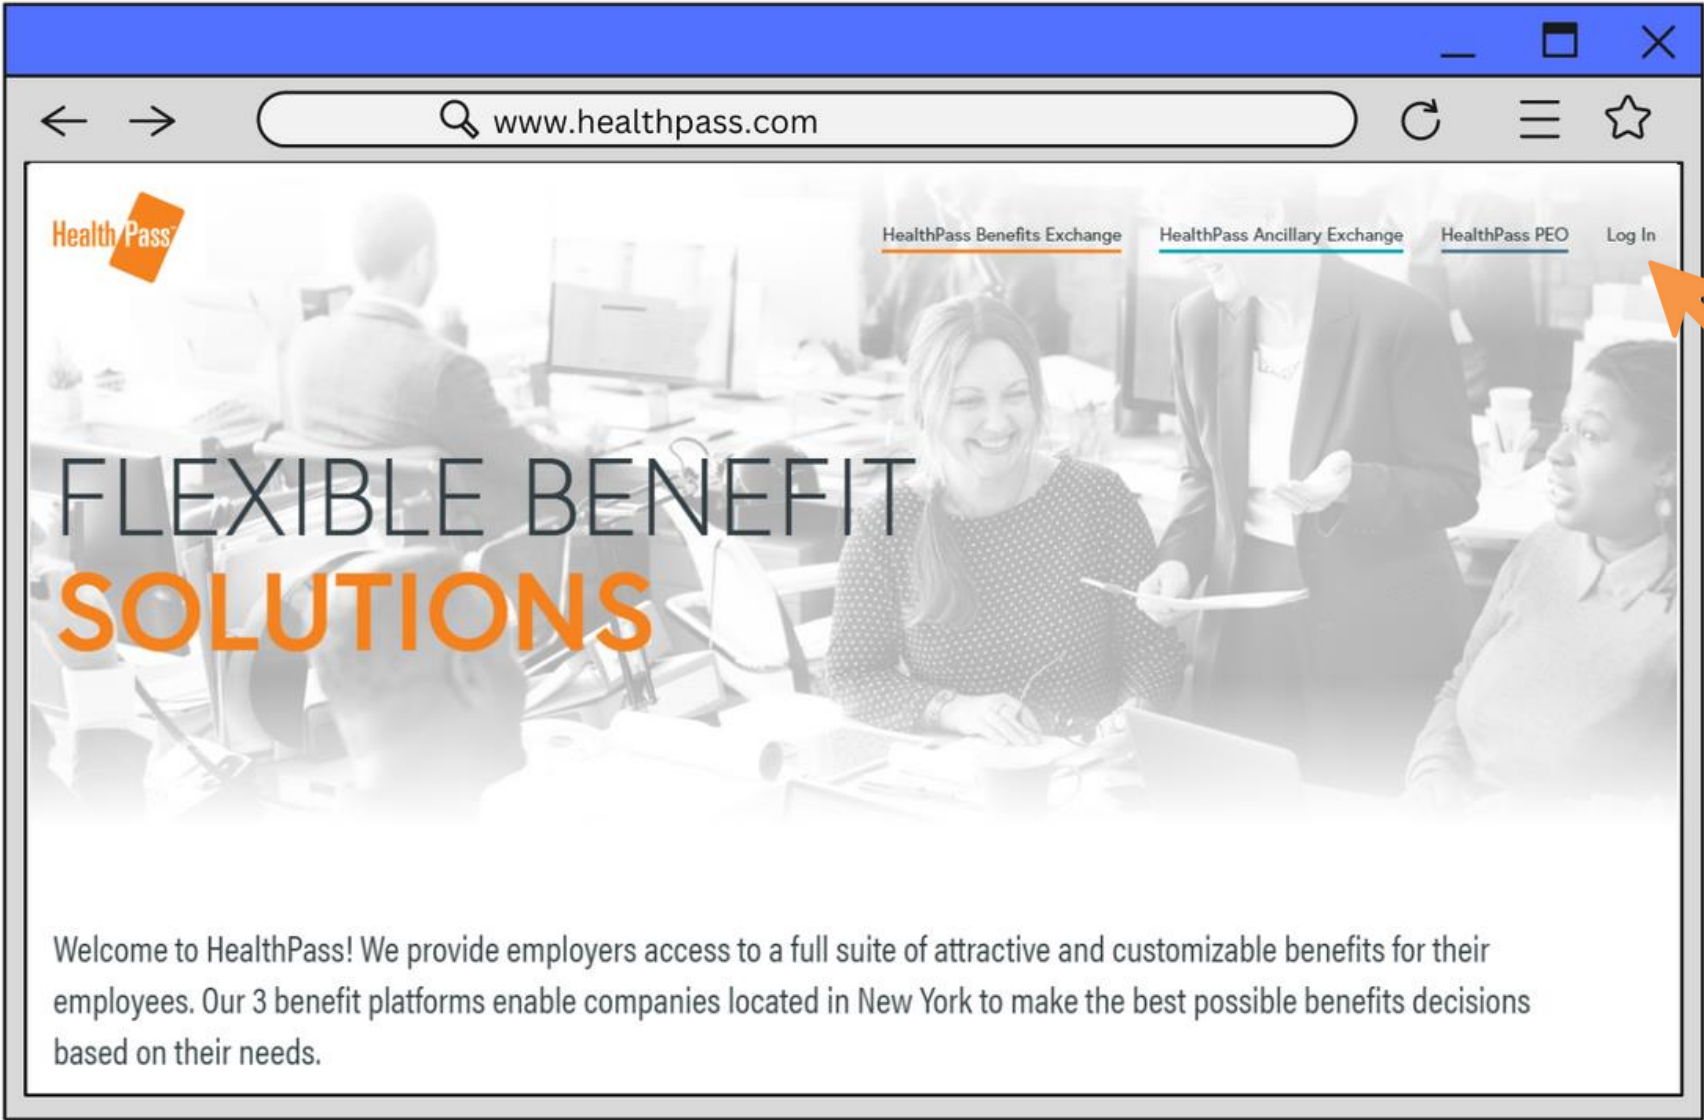 www.healthpass.com
Health Pass™
HealthPass Benefits Exchange
HealthPass Ancillary Exchange
HealthPass PEO
Log In
FLEXIBLE BENEFIT
SOLUTIONS
Welcome to HealthPass! We provide employers access to a full suite of attractive and customizable benefits for their
employees. Our 3 benefit platforms enable companies located in New York to make the best possible benefits decisions
based on their needs.